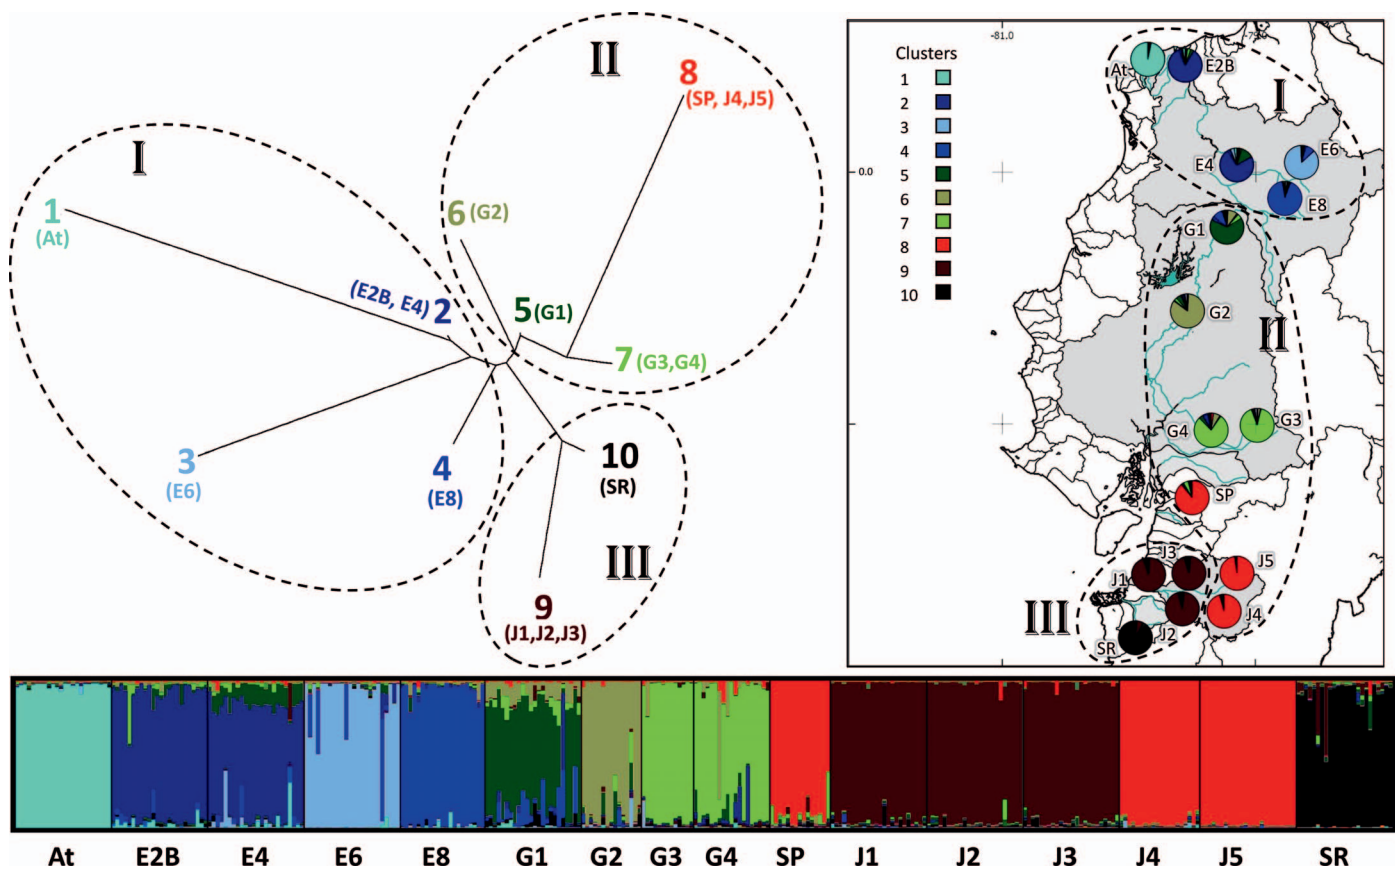 I
II
8
(SP, J4,J5)
1
(At)
6 (G2)
(E2B, E4) 2
5 (G1)
7 (G3,G4)
3
(E6)
4
(E8)
10
(SR)
III
9
(J1,J2,J3)
-81.0
-79.0
Clusters
1
2
3
4
5
6
7
8
9
10
0.0
At
E2B
I
E4
E6
E8
G1
G2
II
G4
G3
SP
J3
J1
J5
III
J2
J4
SR
At E2B E4 E6 E8 G1 G2 G3 G4 SP J1 J2 J3 J4 J5 SR